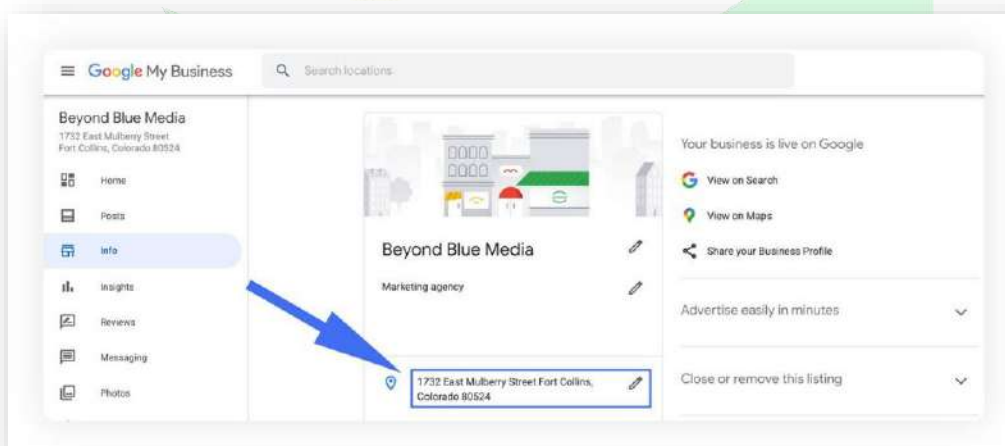 Google My Business
Search locations
Beyond Blue Media
1732 East Mulberry Street
Fort Collins, Colorado 80524
Home
Posts
Info
Insights
Reviews
Messaging
Photos
Beyond Blue Media
Marketing agency
1732 East Mulberry Street Fort Collins,
Colorado 80524
Your business is live on Google
View on Search
View on Maps
Share your Business Profile
Advertise easily in minutes
Close or remove this listing